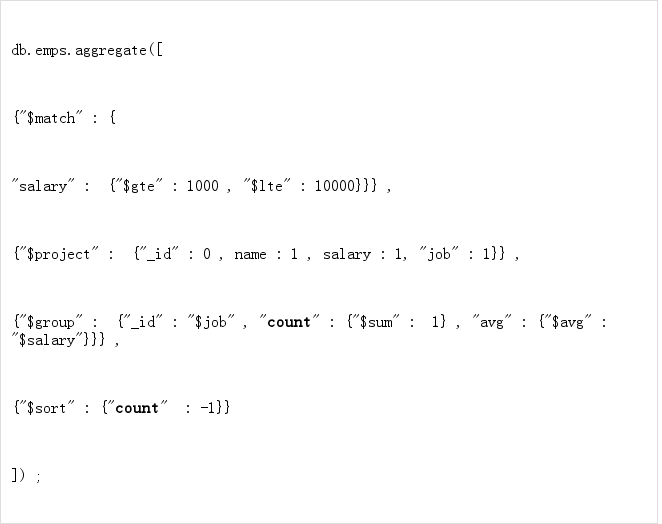 db.emps.aggregate([
{"$match" : {
"salary" :  {"$gte" : 1000 , "$lte" : 10000}}} ,
{"$project" :  {"_id" : 0 , name : 1 , salary : 1, "job" : 1}} ,
{"$group" :  {"_id" : "$job" , "count" : {"$sum" :  1} , "avg" : {"$avg" :
"$salary"}}} ,
{"$sort" : {"count"  : -1}}
]) ;